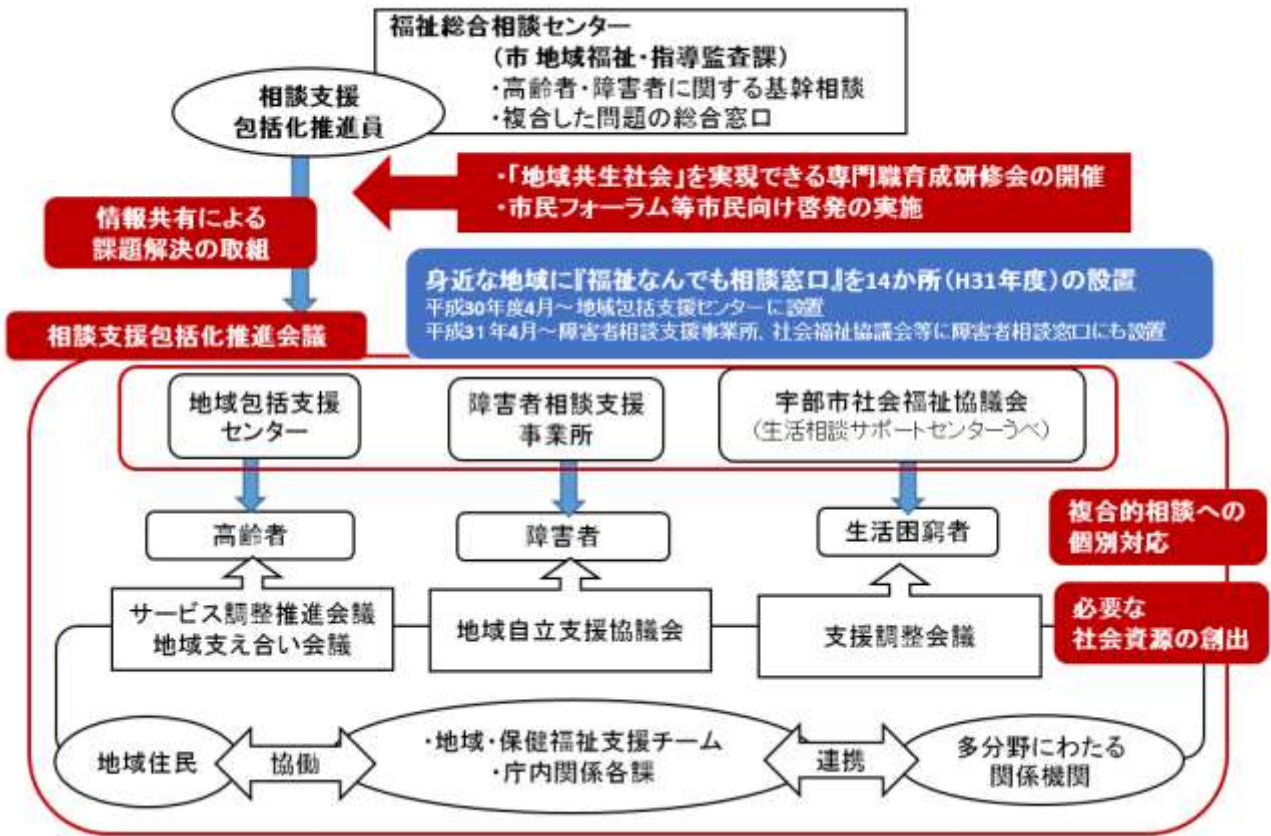 福祉総合相談センター
（市 地域福祉・指導監査課）
・高齢者・障害者に関する基幹相談
・複合した問題の総合窓口
相談支援
包括化推進員
・「地域共生社会」を実現できる専門職育成研修会の開催
・市民フォーラム等市民向け啓発の実施
情報共有による
課題解決の取組
身近な地域に『福祉なんでも相談窓口』を14か所（H31年度）の設置
平成30年度4月～地域包括支援センターに設置
平成31年4月～障害者相談支援事業所、社会福祉協議会等に障害者相談窓口にも設置
相談支援包括化推進会議
地域包括支援
センター
障害者相談支援
事業所
宇部市社会福祉協議会
（生活相談サポートセンターうべ）
高齢者
障害者
生活困窮者
複合的相談への
個別対応
サービス調整推進会議
地域支え合い会議
地域自立支援協議会
支援調整会議
必要な
社会資源の創出
地域住民
協働
・地域・保健福祉支援チーム
・庁内関係各課
連携
多分野にわたる
関係機関